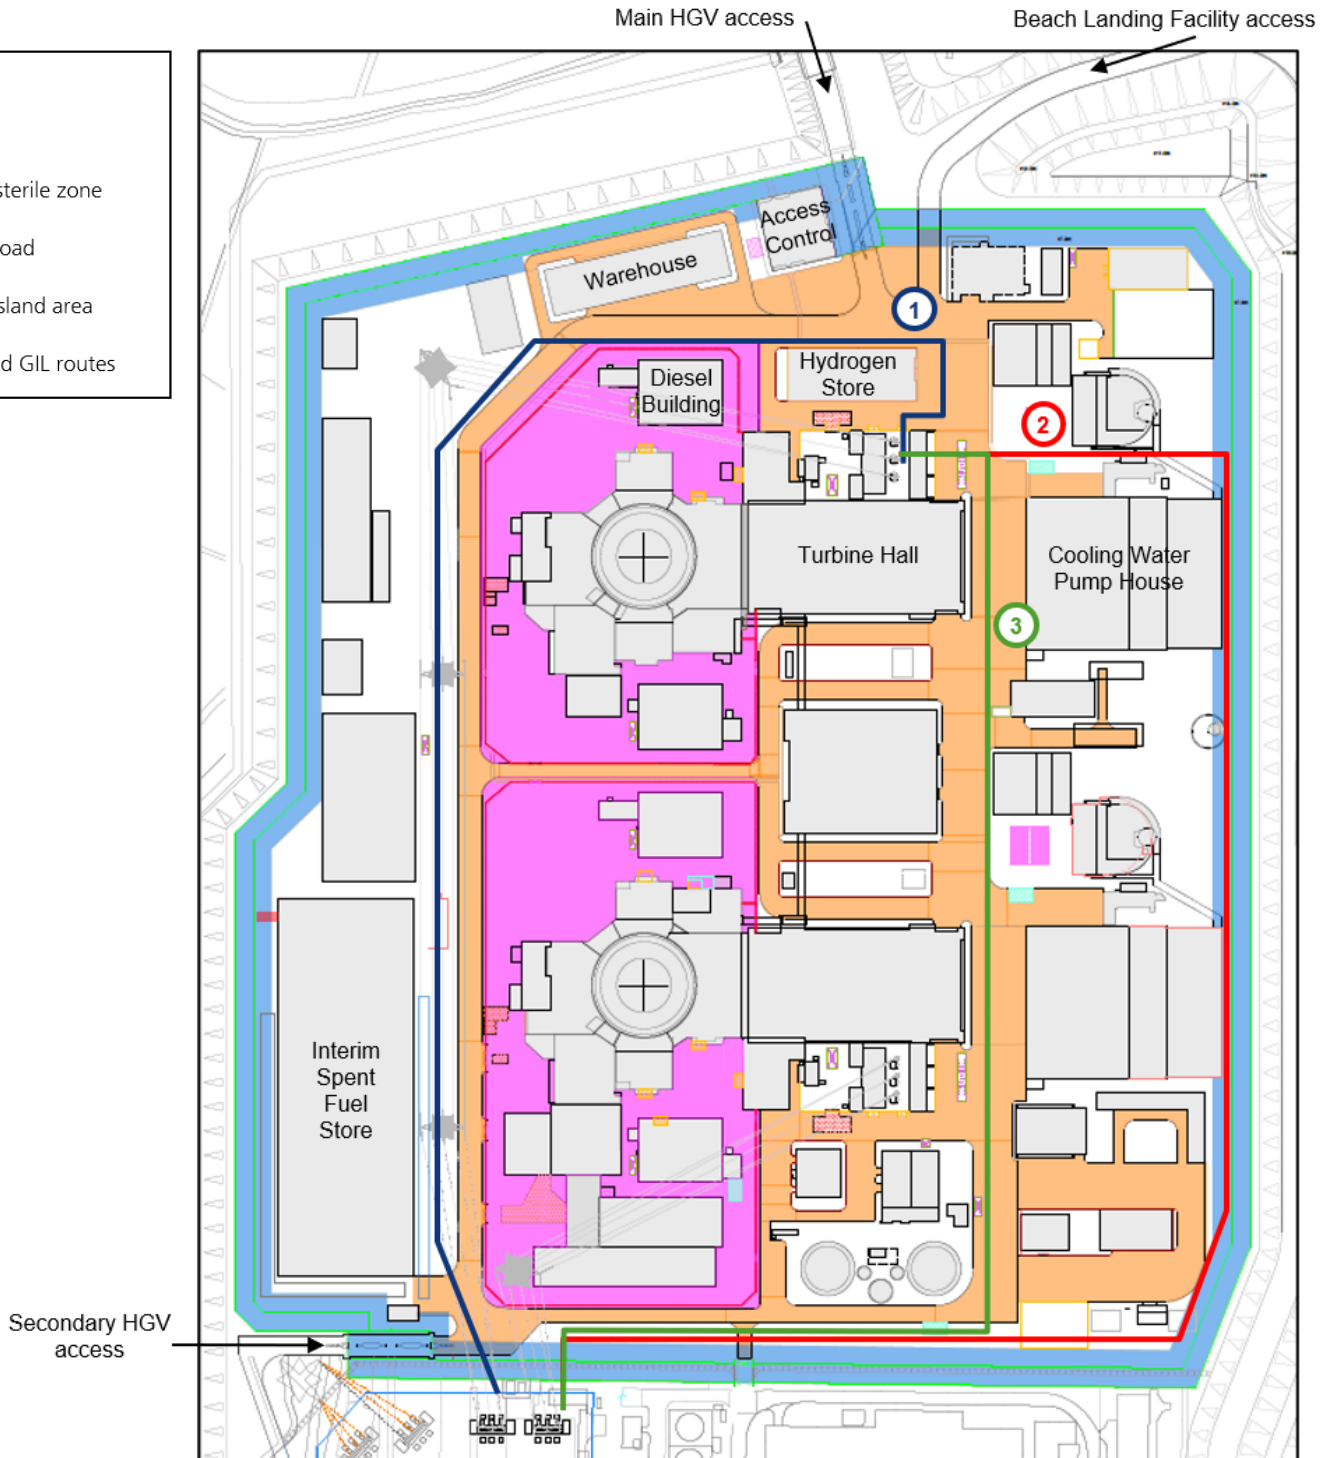 Main HGV access
Beach Landing Facility access
sterile zone
oad
sland area
d GIL routes
Access
Control
Warehouse
1
Hydrogen
Store
Diesel
Building
2
Turbine Hall
Cooling Water
Pump House
3
Interim
Spent
Fuel
Store
Secondary HGV
access